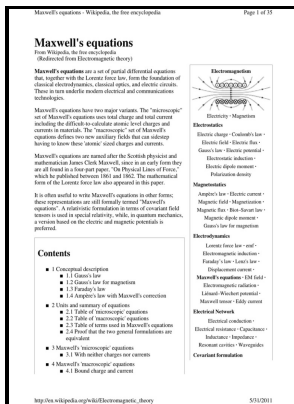 Maxwell's equations - Wikipedia, the free encyclopedia
Page 1 of 35
Maxwell's equations
From Wikipedia, the free encyclopedia
(Redirected from Electromagnetic theory)
Maxwell's equations are a set of partial differential equations
that, together with the Lorentz force law, form the foundation of
classical electrodynamics, classical optics, and electric circuits.
These in turn underlie modern electrical and communications
technologies.
Maxwell's equations have two major variants. The "microscopic"
set of Maxwell's equations uses total charge and total current
including the difficult-to-calculate atomic level charges and
currents in materials. The "macroscopic" set of Maxwell's
equations defines two new auxiliary fields that can sidestep
having to know these 'atomic' sized charges and currents.
Maxwell's equations are named after the Scottish physicist and
mathematician James Clerk Maxwell, since in an early form they
are all found in a four-part paper, "On Physical Lines of Force,"
which he published between 1861 and 1862. The mathematical
form of the Lorentz force law also appeared in this paper.
It is often useful to write Maxwell's equations in other forms;
these representations are still formally termed "Maxwell's
equations". A relativistic formulation in terms of covariant field
tensors is used in special relativity, while, in quantum mechanics,
a version based on the electric and magnetic potentials is
preferred.
Contents
■ 1 Conceptual description
■ 1.1 Gauss's law
■ 1.2 Gauss's law for magnetism
■ 1.3 Faraday's law
■ 1.4 Ampère's law with Maxwell's correction
■ 2 Units and summary of equations
■ 2.1 Table of 'microscopic' equations
■ 2.2 Table of 'macroscopic' equations
■ 2.3 Table of terms used in Maxwell's equations
■ 2.4 Proof that the two general formulations are
equivalent
■ 3 Maxwell's 'microscopic' equations
■ 3.1 With neither charges nor currents
■ 4 Maxwell's 'macroscopic' equations
■ 4.1 Bound charge and current
Electromagnetism
Electricity · Magnetism
Electrostatics
Electric charge · Coulomb's law ·
Electric field · Electric flux ·
Gauss's law · Electric potential ·
Electrostatic induction ·
Electric dipole moment ·
Polarization density
Magnetostatics
Ampère's law · Electric current ·
Magnetic field · Magnetization ·
Magnetic flux · Biot–Savart law ·
Magnetic dipole moment ·
Gauss's law for magnetism
Electrodynamics
Lorentz force law · emf ·
Electromagnetic induction ·
Faraday's law · Lenz's law ·
Displacement current ·
Maxwell's equations · EM field ·
Electromagnetic radiation ·
Liénard–Wiechert potential ·
Maxwell tensor · Eddy current
Electrical Network
Electrical conduction ·
Electrical resistance · Capacitance ·
Inductance · Impedance ·
Resonant cavities · Waveguides
Covariant formulation
http://en.wikipedia.org/wiki/Electromagnetic_theory
5/31/2011